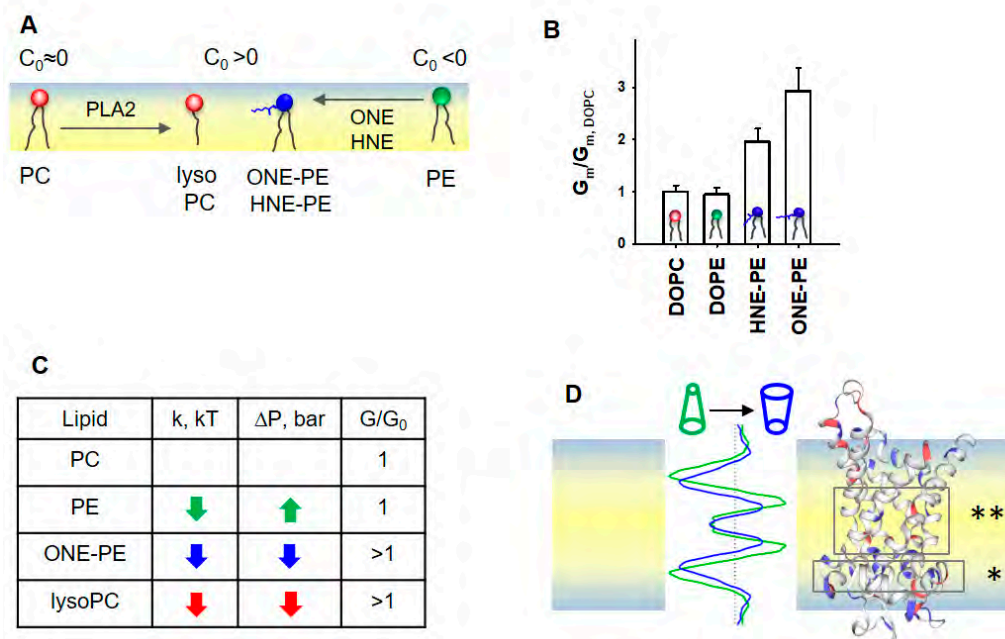 A
C₀≈0 C₀ >0 C₀ <0
PLA2
ONE
HNE
PC
lyso
PC
ONE-PE
HNE-PE
PE
B
Gm/Gm, DOPC
3
2
1
0
DOPC
DOPE
HNE-PE
ONE-PE
C
Lipid k, kT ΔP, bar G/G₀
PC 1
PE 1
ONE-PE >1
lysoPC >1
D
**
*